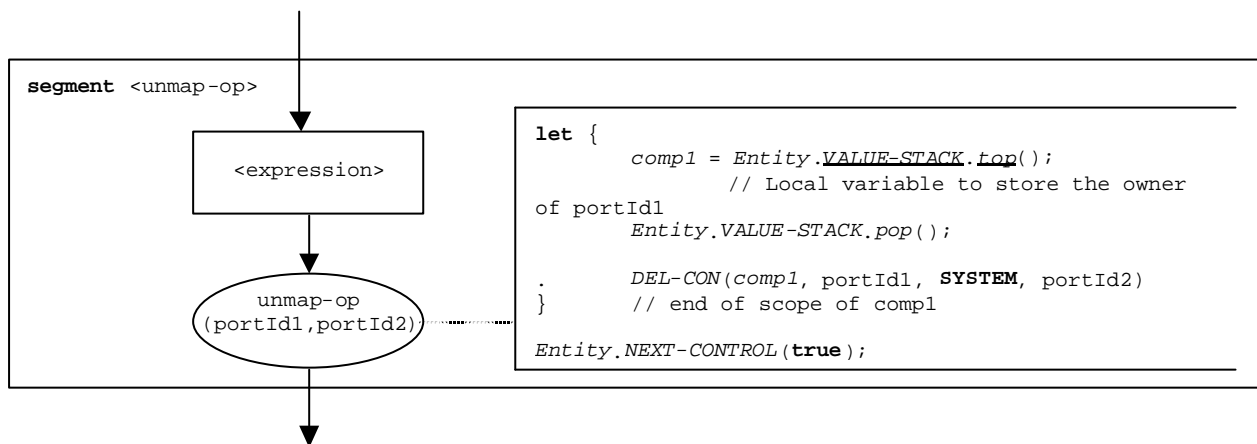 segment <unmap-op>
<expression>
unmap-op
(portId1,portId2)
let {
comp1 = Entity.VALUE-STACK.top();
// Local variable to store the owner
of portId1
Entity.VALUE-STACK.pop();
. DEL-CON(comp1, portId1, SYSTEM, portId2)
} // end of scope of comp1
Entity.NEXT-CONTROL(true);